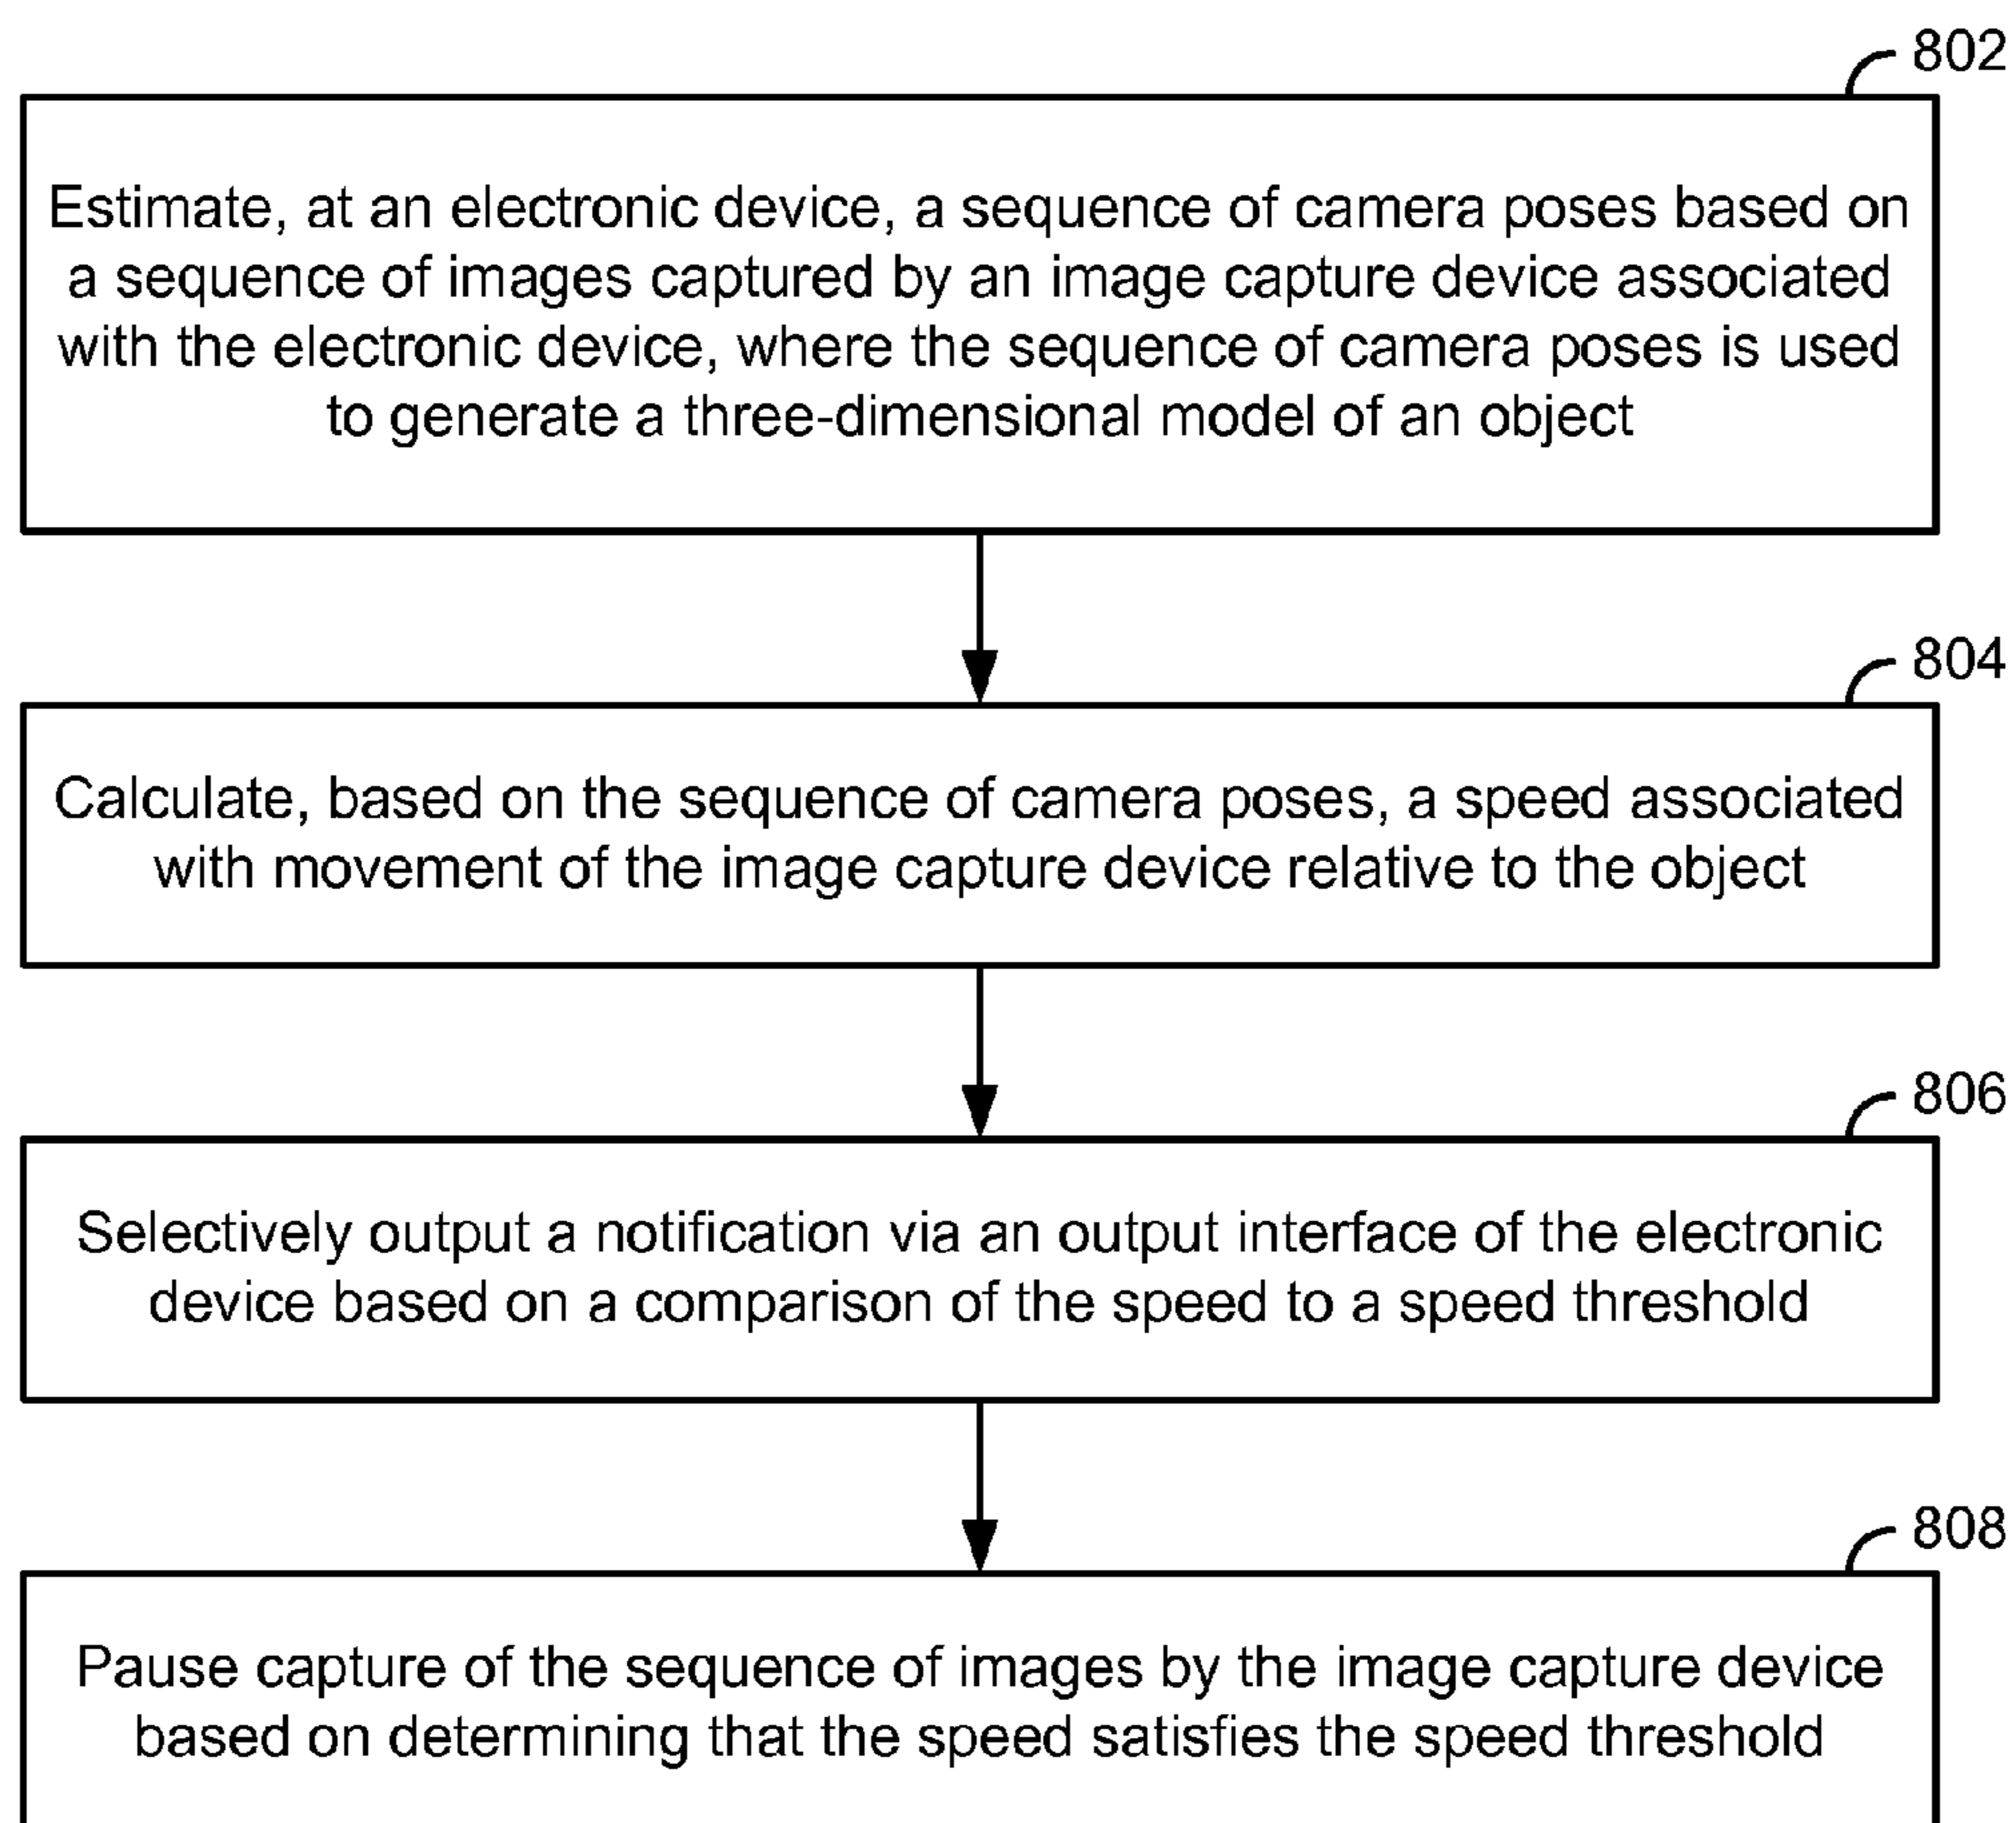 802
Estimate, at an electronic device, a sequence of camera poses based on
a sequence of images captured by an image capture device associated
with the electronic device, where the sequence of camera poses is used
to generate a three-dimensional model of an object
804
Calculate, based on the sequence of camera poses, a speed associated
with movement of the image capture device relative to the object
806
Selectively output a notification via an output interface of the electronic
device based on a comparison of the speed to a speed threshold
808
Pause capture of the sequence of images by the image capture device
based on determining that the speed satisfies the speed threshold